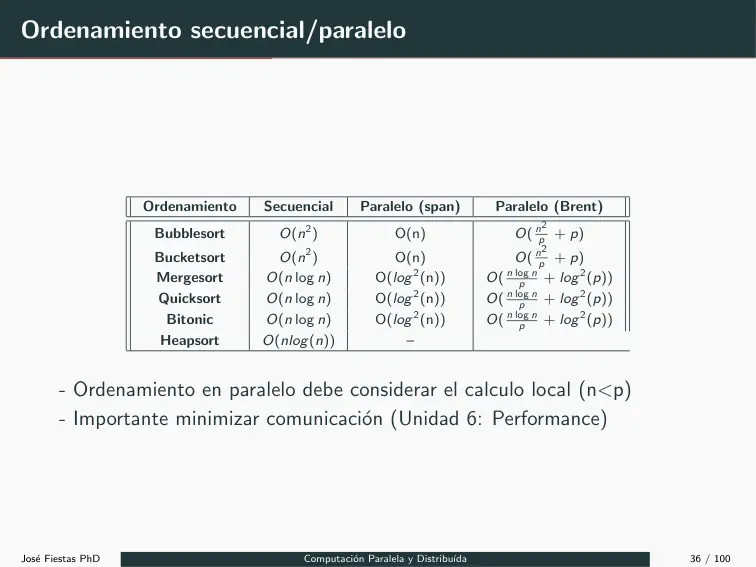 Ordenamiento secuencial/paralelo
Ordenamiento Secuencial Paralelo (span) Paralelo (Brent)
Bubblesort O(n²) O(n) O(n²/p + p)
Bucketsort O(n²) O(n) O(n²/p + p)
Mergesort O(n log n) O(log²(n)) O(n log n/p + log²(p))
Quicksort O(n log n) O(log²(n)) O(n log n/p + log²(p))
Bitonic O(n log n) O(log²(n)) O(n log n/p + log²(p))
Heapsort O(nlog(n)) –
- Ordenamiento en paralelo debe considerar el calculo local (n<p)
- Importante minimizar comunicación (Unidad 6: Performance)
José Fiestas PhD Computación Paralela y Distribuída 36 / 100